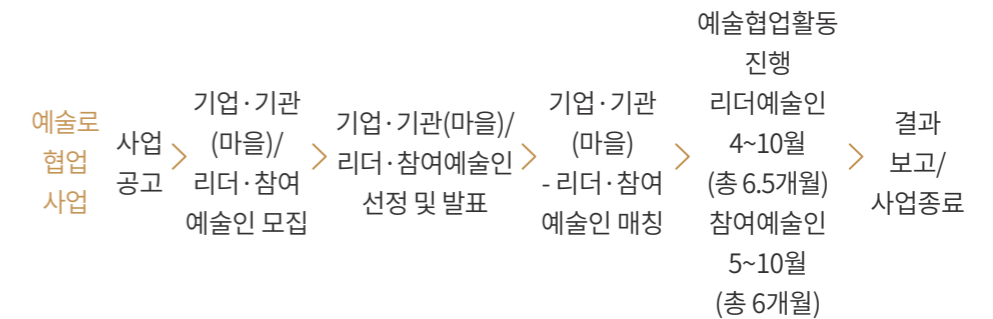 예술로
협업
사업
사업
공고
기업·기관
(마을)/
리더·참여
예술인 모집
기업·기관(마을)/
리더·참여예술인
선정 및 발표
기업·기관
(마을)
- 리더·참여
예술인 매칭
예술협업활동
진행
리더예술인
4~10월
(총 6.5개월)
참여예술인
5~10월
(총 6개월)
결과
보고/
사업종료